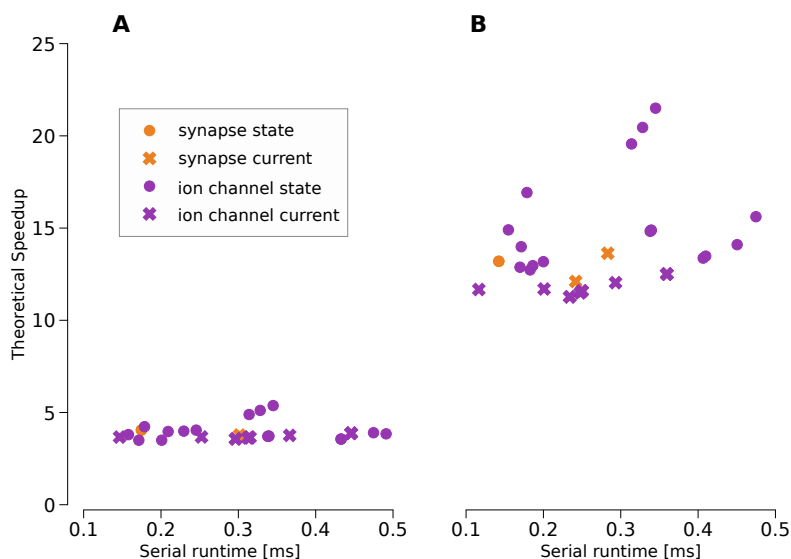 A
B
25
20
15
10
5
0
Theoretical Speedup
synapse state
synapse current
ion channel state
ion channel current
0.1 0.2 0.3 0.4 0.5
0.1 0.2 0.3 0.4 0.5
Serial runtime [ms]
Serial runtime [ms]